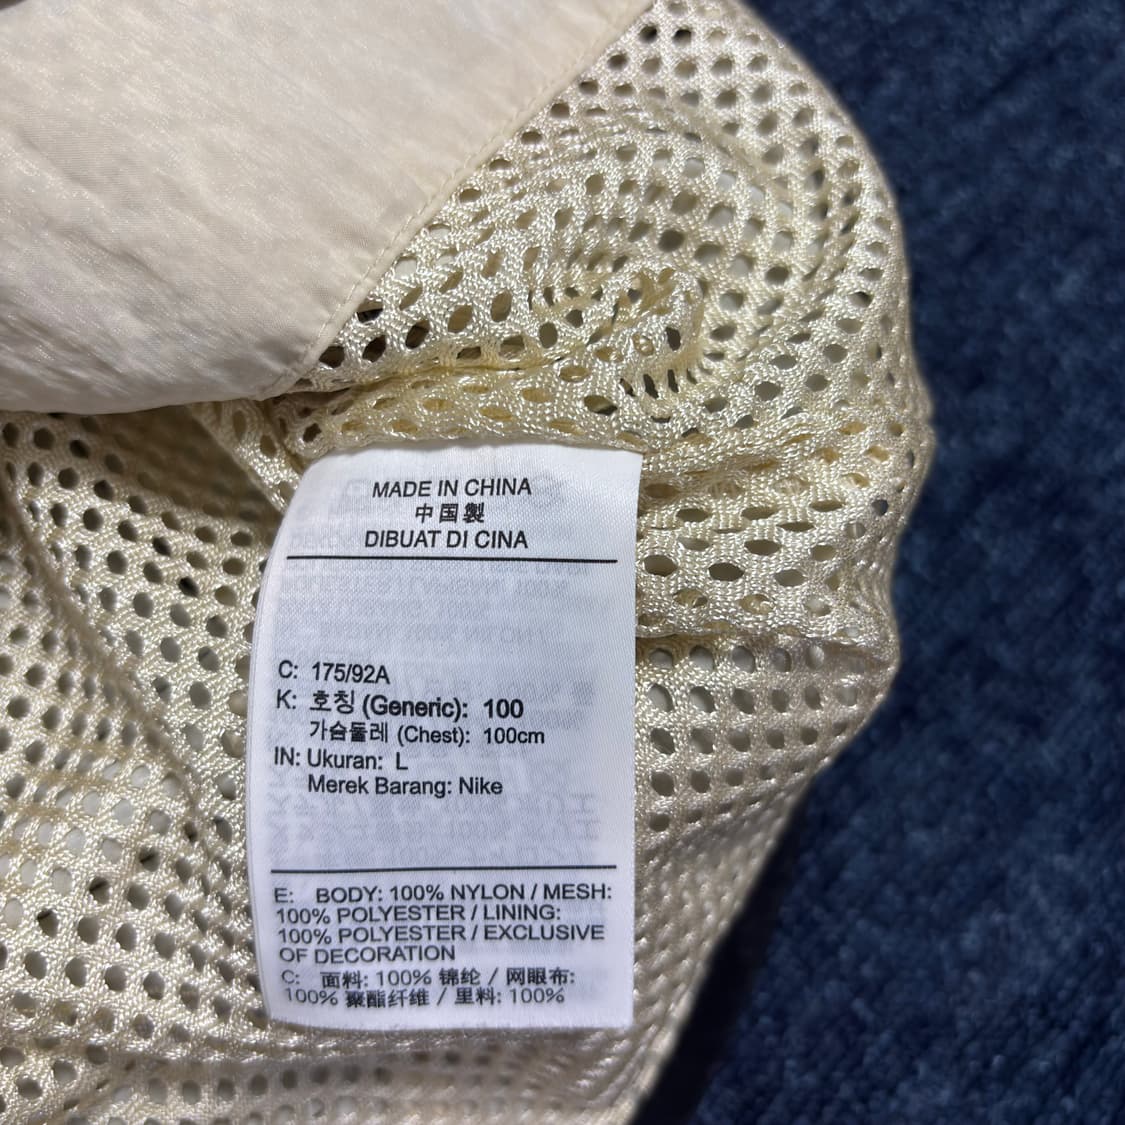 MADE IN CHINA
中国製
DIBUAT DI CINA
C: 175/92A
K: 호칭 (Generic): 100
가슴둘레 (Chest): 100cm
IN: Ukuran: L
Merek Barang: Nike
E: BODY: 100% NYLON / MESH:
100% POLYESTER / LINING:
100% POLYESTER / EXCLUSIVE
OF DECORATION
C: 面料: 100% 锦纶 / 网眼布:
100% 聚酯纤维 / 里料: 100%